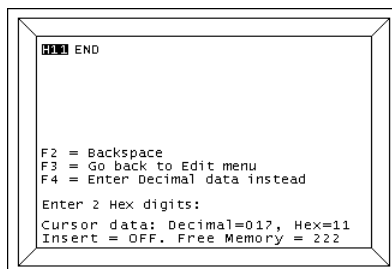 H11 END
F2 = Backspace
F3 = Go back to Edit menu
F4 = Enter Decimal data instead
Enter 2 Hex digits:
Cursor data: Decimal=017, Hex=11
Insert = OFF. Free Memory = 222